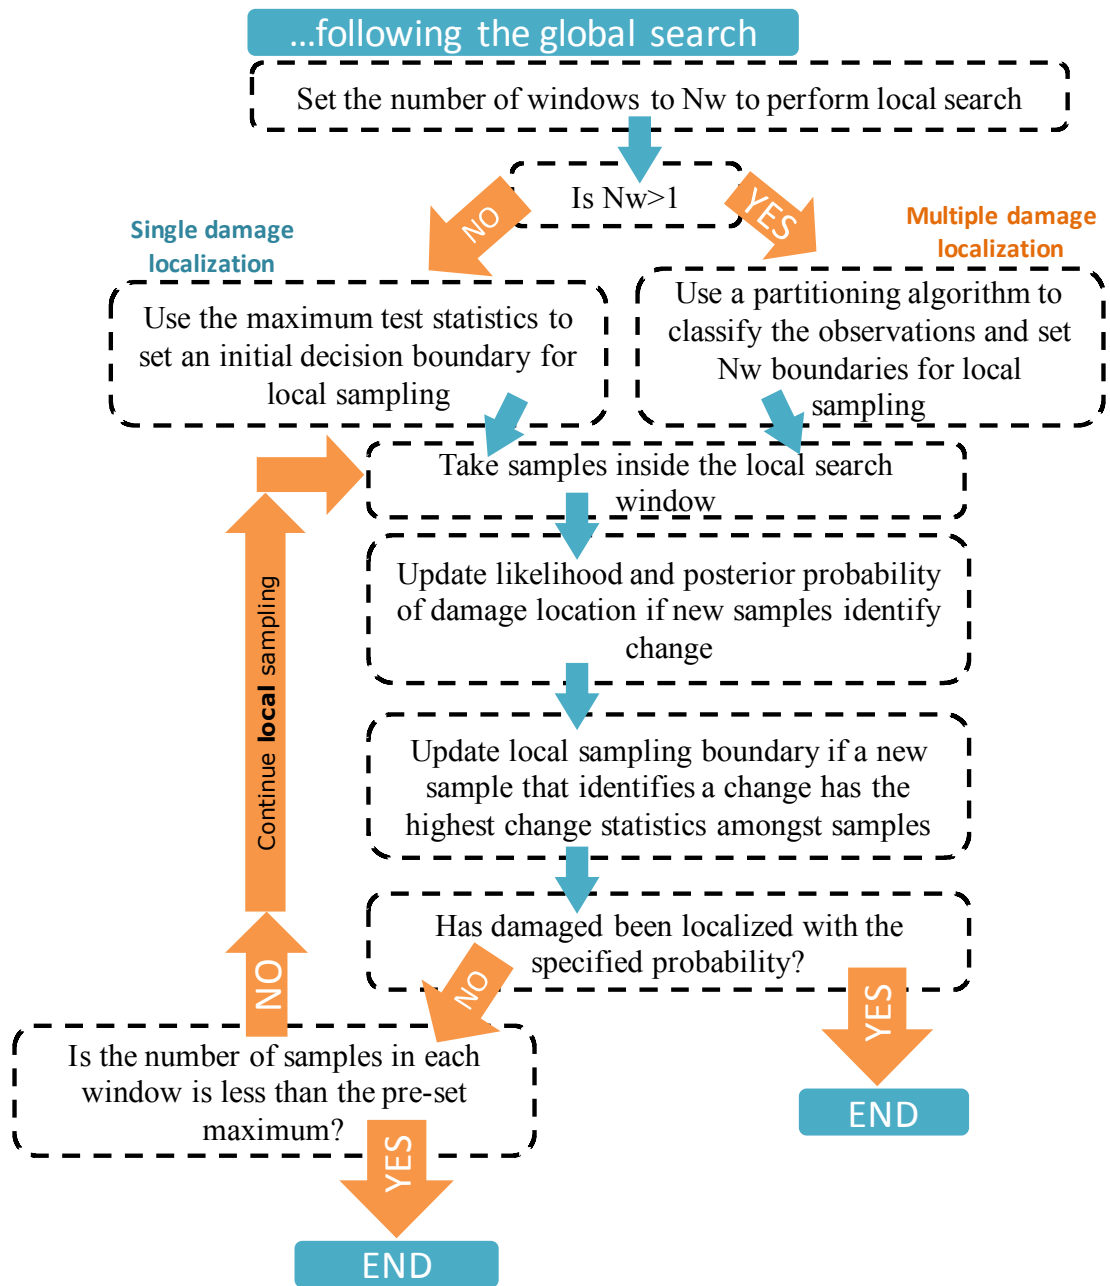 ...following the global search
Set the number of windows to Nw to perform local search
Is Nw>1
NO
YES
Single damage
localization
Multiple damage
localization
Use the maximum test statistics to
set an initial decision boundary for
local sampling
Use a partitioning algorithm to
classify the observations and set
Nw boundaries for local
sampling
Take samples inside the local search
window
Update likelihood and posterior probability
of damage location if new samples identify
change
Continue local sampling
Update local sampling boundary if a new
sample that identifies a change has the
highest change statistics amongst samples
Has damaged been localized with the
specified probability?
NO
NO
YES
Is the number of samples in each
window is less than the pre-set
maximum?
END
YES
END